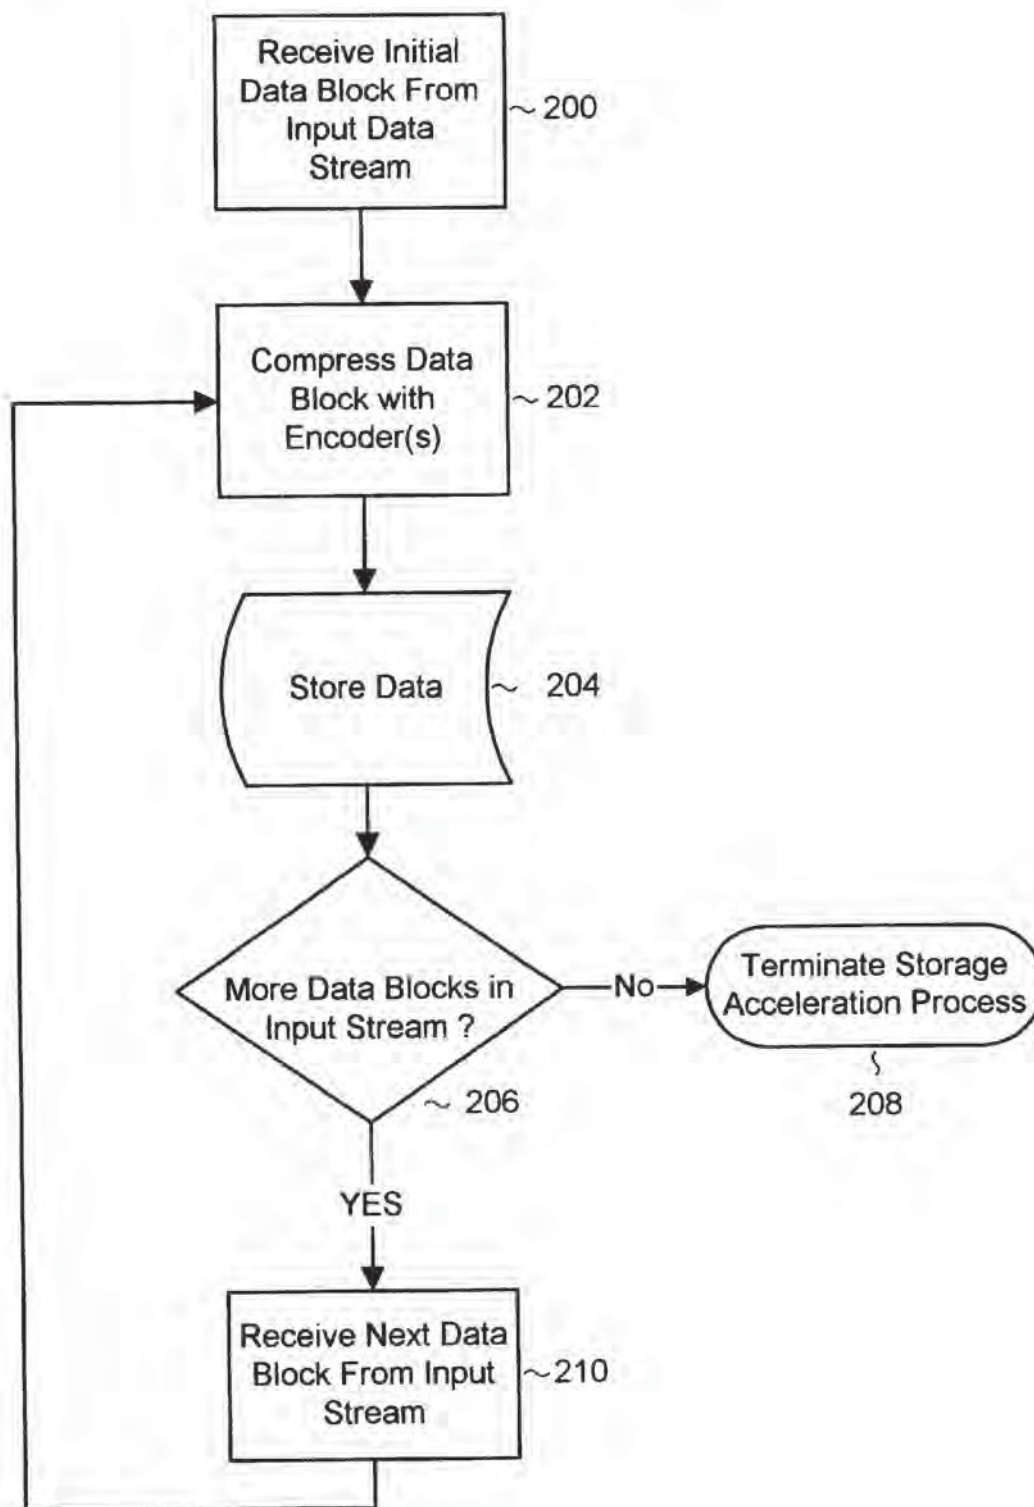 Receive Initial
Data Block From
Input Data
Stream
200
Compress Data
Block with
Encoder(s)
202
Store Data
204
More Data Blocks in
Input Stream ?
206
No
Terminate Storage
Acceleration Process
208
YES
Receive Next Data
Block From Input
Stream
210